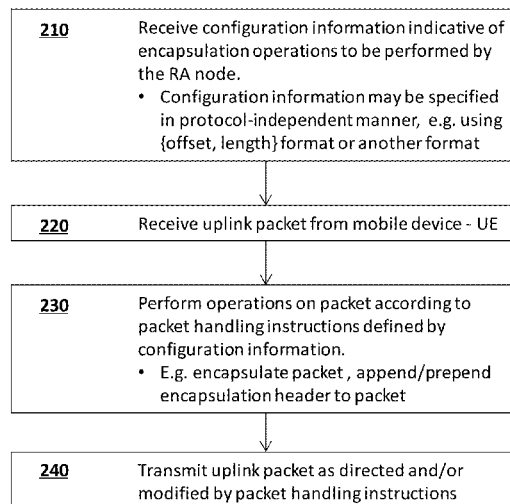 210 Receive configuration information indicative of
encapsulation operations to be performed by
the RA node.
• Configuration information may be specified
in protocol-independent manner, e.g. using
{offset, length} format or another format
220 Receive uplink packet from mobile device - UE
230 Perform operations on packet according to
packet handling instructions defined by
configuration information.
• E.g. encapsulate packet , append/prepend
encapsulation header to packet
240 Transmit uplink packet as directed and/or
modified by packet handling instructions